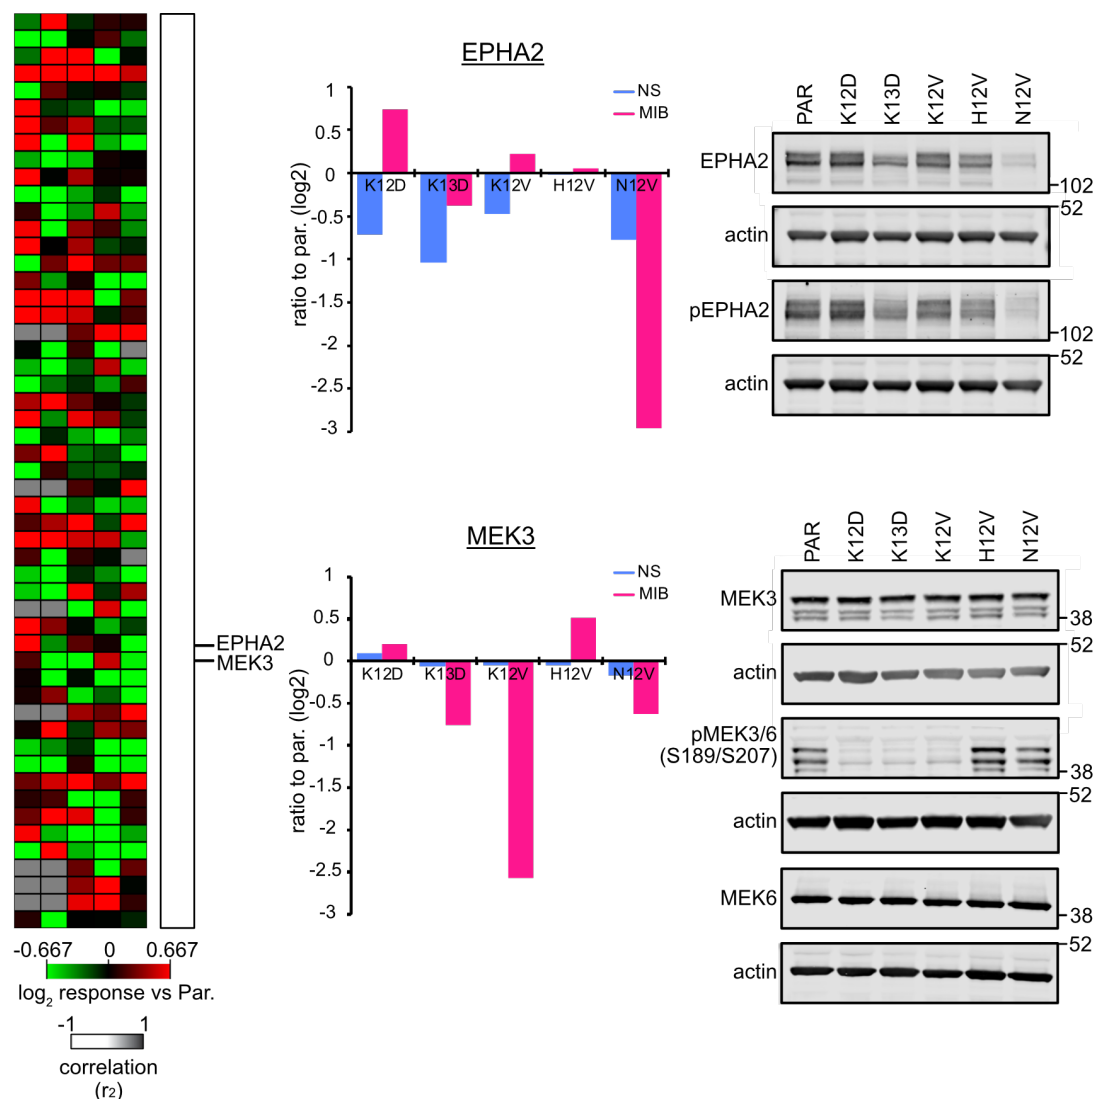 EPHA2
MEK3
-0.667 0 0.667
log2 response vs Par.
-1 1
correlation
(r2)
EPHA2
NS
MIB
ratio to par. (log2)
1
0.5
0
-0.5
-1
-1.5
-2
-2.5
-3
K12D K13D K12V H12V N12V
PAR K12D K13D K12V H12V N12V
EPHA2
102
52
actin
pEPHA2
102
52
actin
MEK3
NS
MIB
ratio to par. (log2)
1
0.5
0
-0.5
-1
-1.5
-2
-2.5
-3
K12D K13D K12V H12V N12V
PAR K12D K13D K12V H12V N12V
MEK3
38
52
actin
pMEK3/6
(S189/S207)
38
52
actin
MEK6
38
52
actin